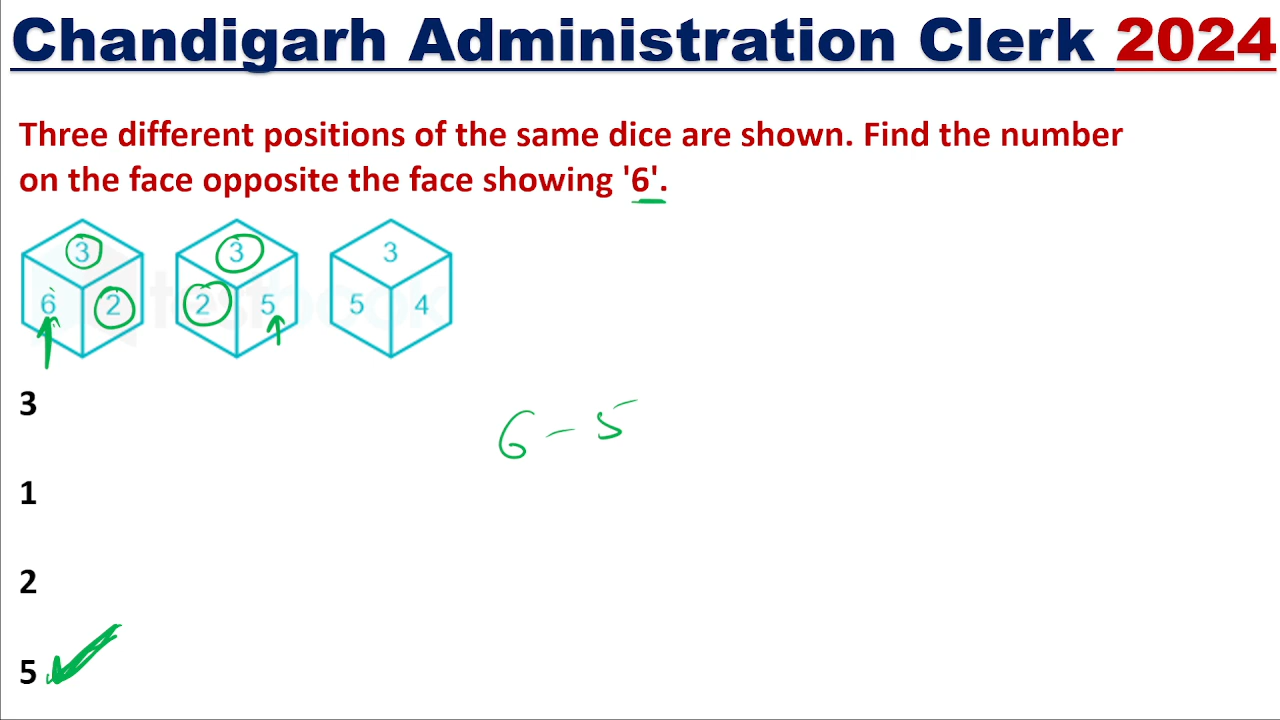 Chandigarh Administration Clerk 2024
Three different positions of the same dice are shown. Find the number
on the face opposite the face showing '6'.
3 3 3
6 2 2 5 5 4
3
6 - 5
1
2
5